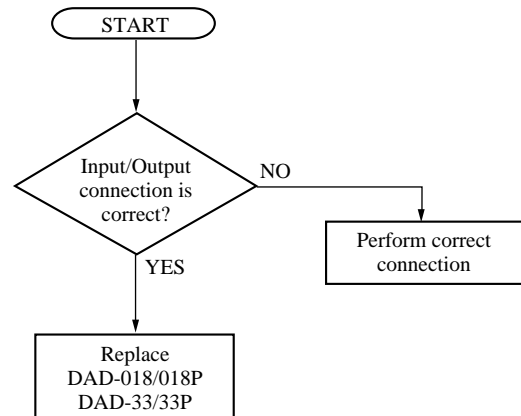 START
Input/Output
connection is
correct?
NO
YES
Perform correct
connection
Replace
DAD-018/018P
DAD-33/33P